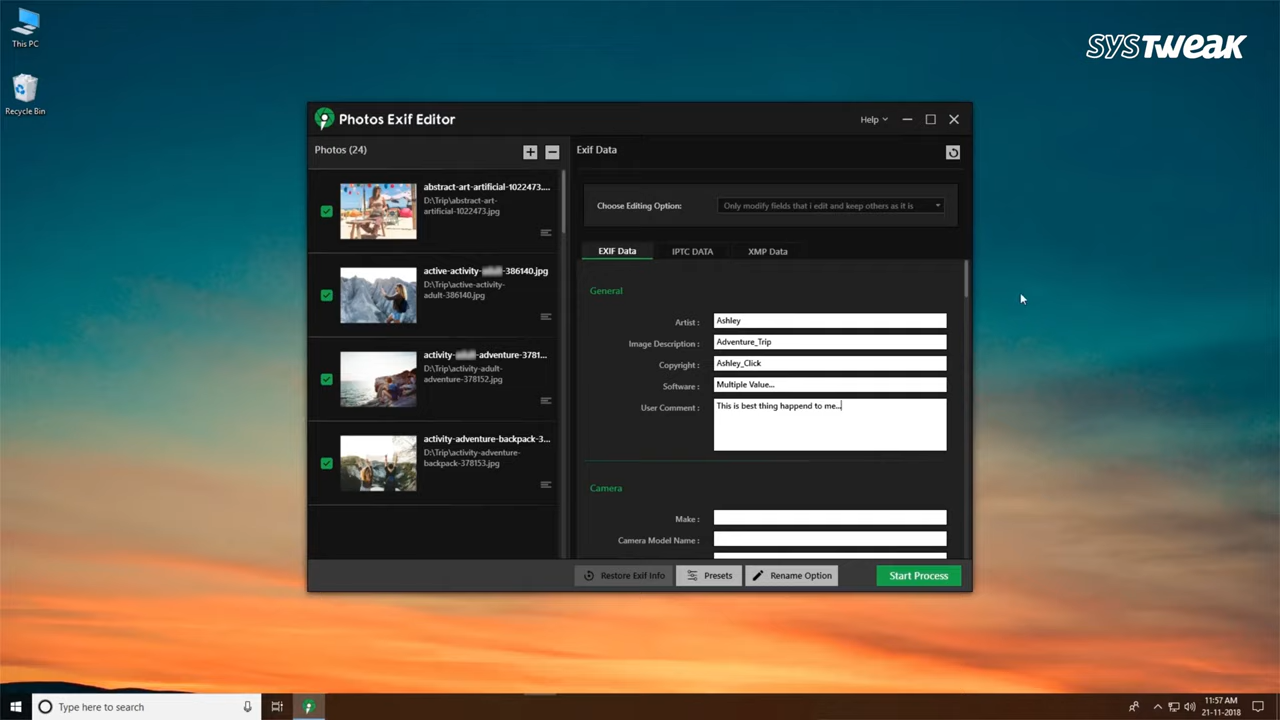 This PC
Recycle Bin
SYSTWEAK
Photos Exif Editor
Help
Photos (24)
Exif Data
abstract-art-artificial-1022473....
D:\Trip\abstract-art-
artificial-1022473.jpg
active-activity-
-386140.jpg
D:\Trip\active-activity-
adult-386140.jpg
activity-
-adventure-3781...
D:\Trip\activity-adult-
adventure-378152.jpg
activity-adventure-backpack-3...
D:\Trip\activity-adventure-
backpack-378153.jpg
Choose Editing Option:
Only modify fields that i edit and keep others as it is
EXIF Data
IPTC DATA
XMP Data
General
Artist :
Ashley
Image Description :
Adventure_Trip
Copyright :
Ashley_Click
Software :
Multiple Value...
User Comment :
This is best thing happend to me...
Camera
Make :
Camera Model Name :
Restore Exif Info
Presets
Rename Option
Start Process
Type here to search
11:57 AM
21-11-2018